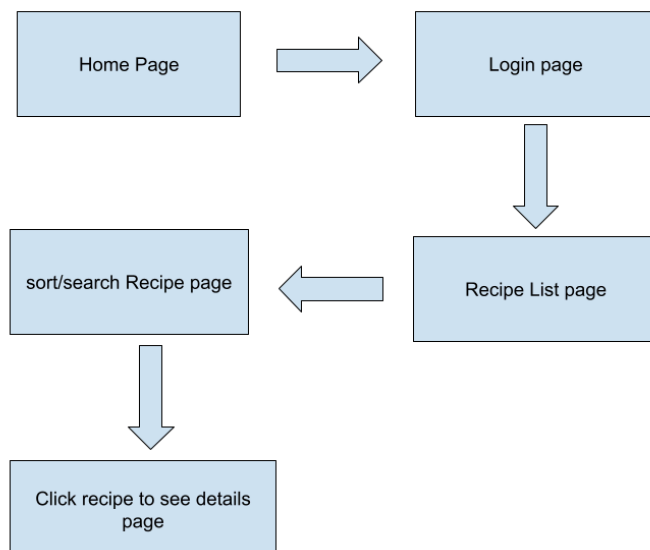 Home Page
Login page
Recipe List page
sort/search Recipe page
Click recipe to see details
page